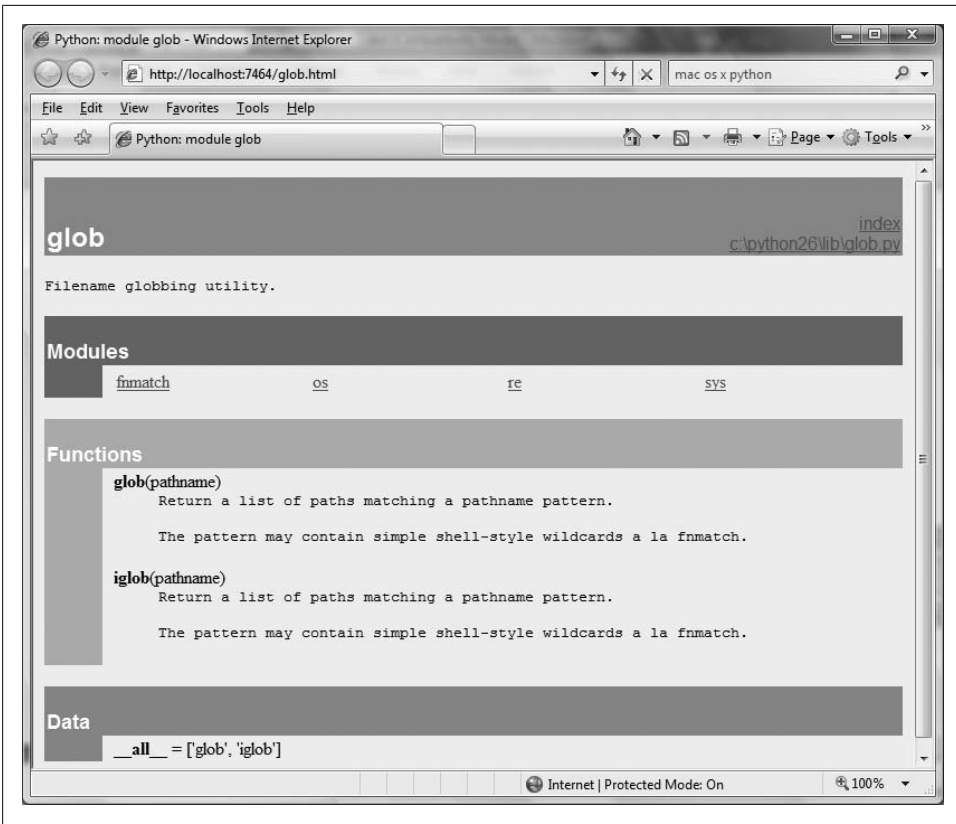 Python: module glob - Windows Internet Explorer
http://localhost:7464/glob.html
mac os x python
File Edit View Favorites Tools Help
Python: module glob
Page Tools »
glob
index
c:\python26\lib\glob.py
Filename globbing utility.
Modules
fnmatch os re sys
Functions
glob(pathname)
Return a list of paths matching a pathname pattern.
The pattern may contain simple shell-style wildcards a la fnmatch.
iglob(pathname)
Return a list of paths matching a pathname pattern.
The pattern may contain simple shell-style wildcards a la fnmatch.
Data
__all__ = ['glob', 'iglob']
Internet | Protected Mode: On 100%